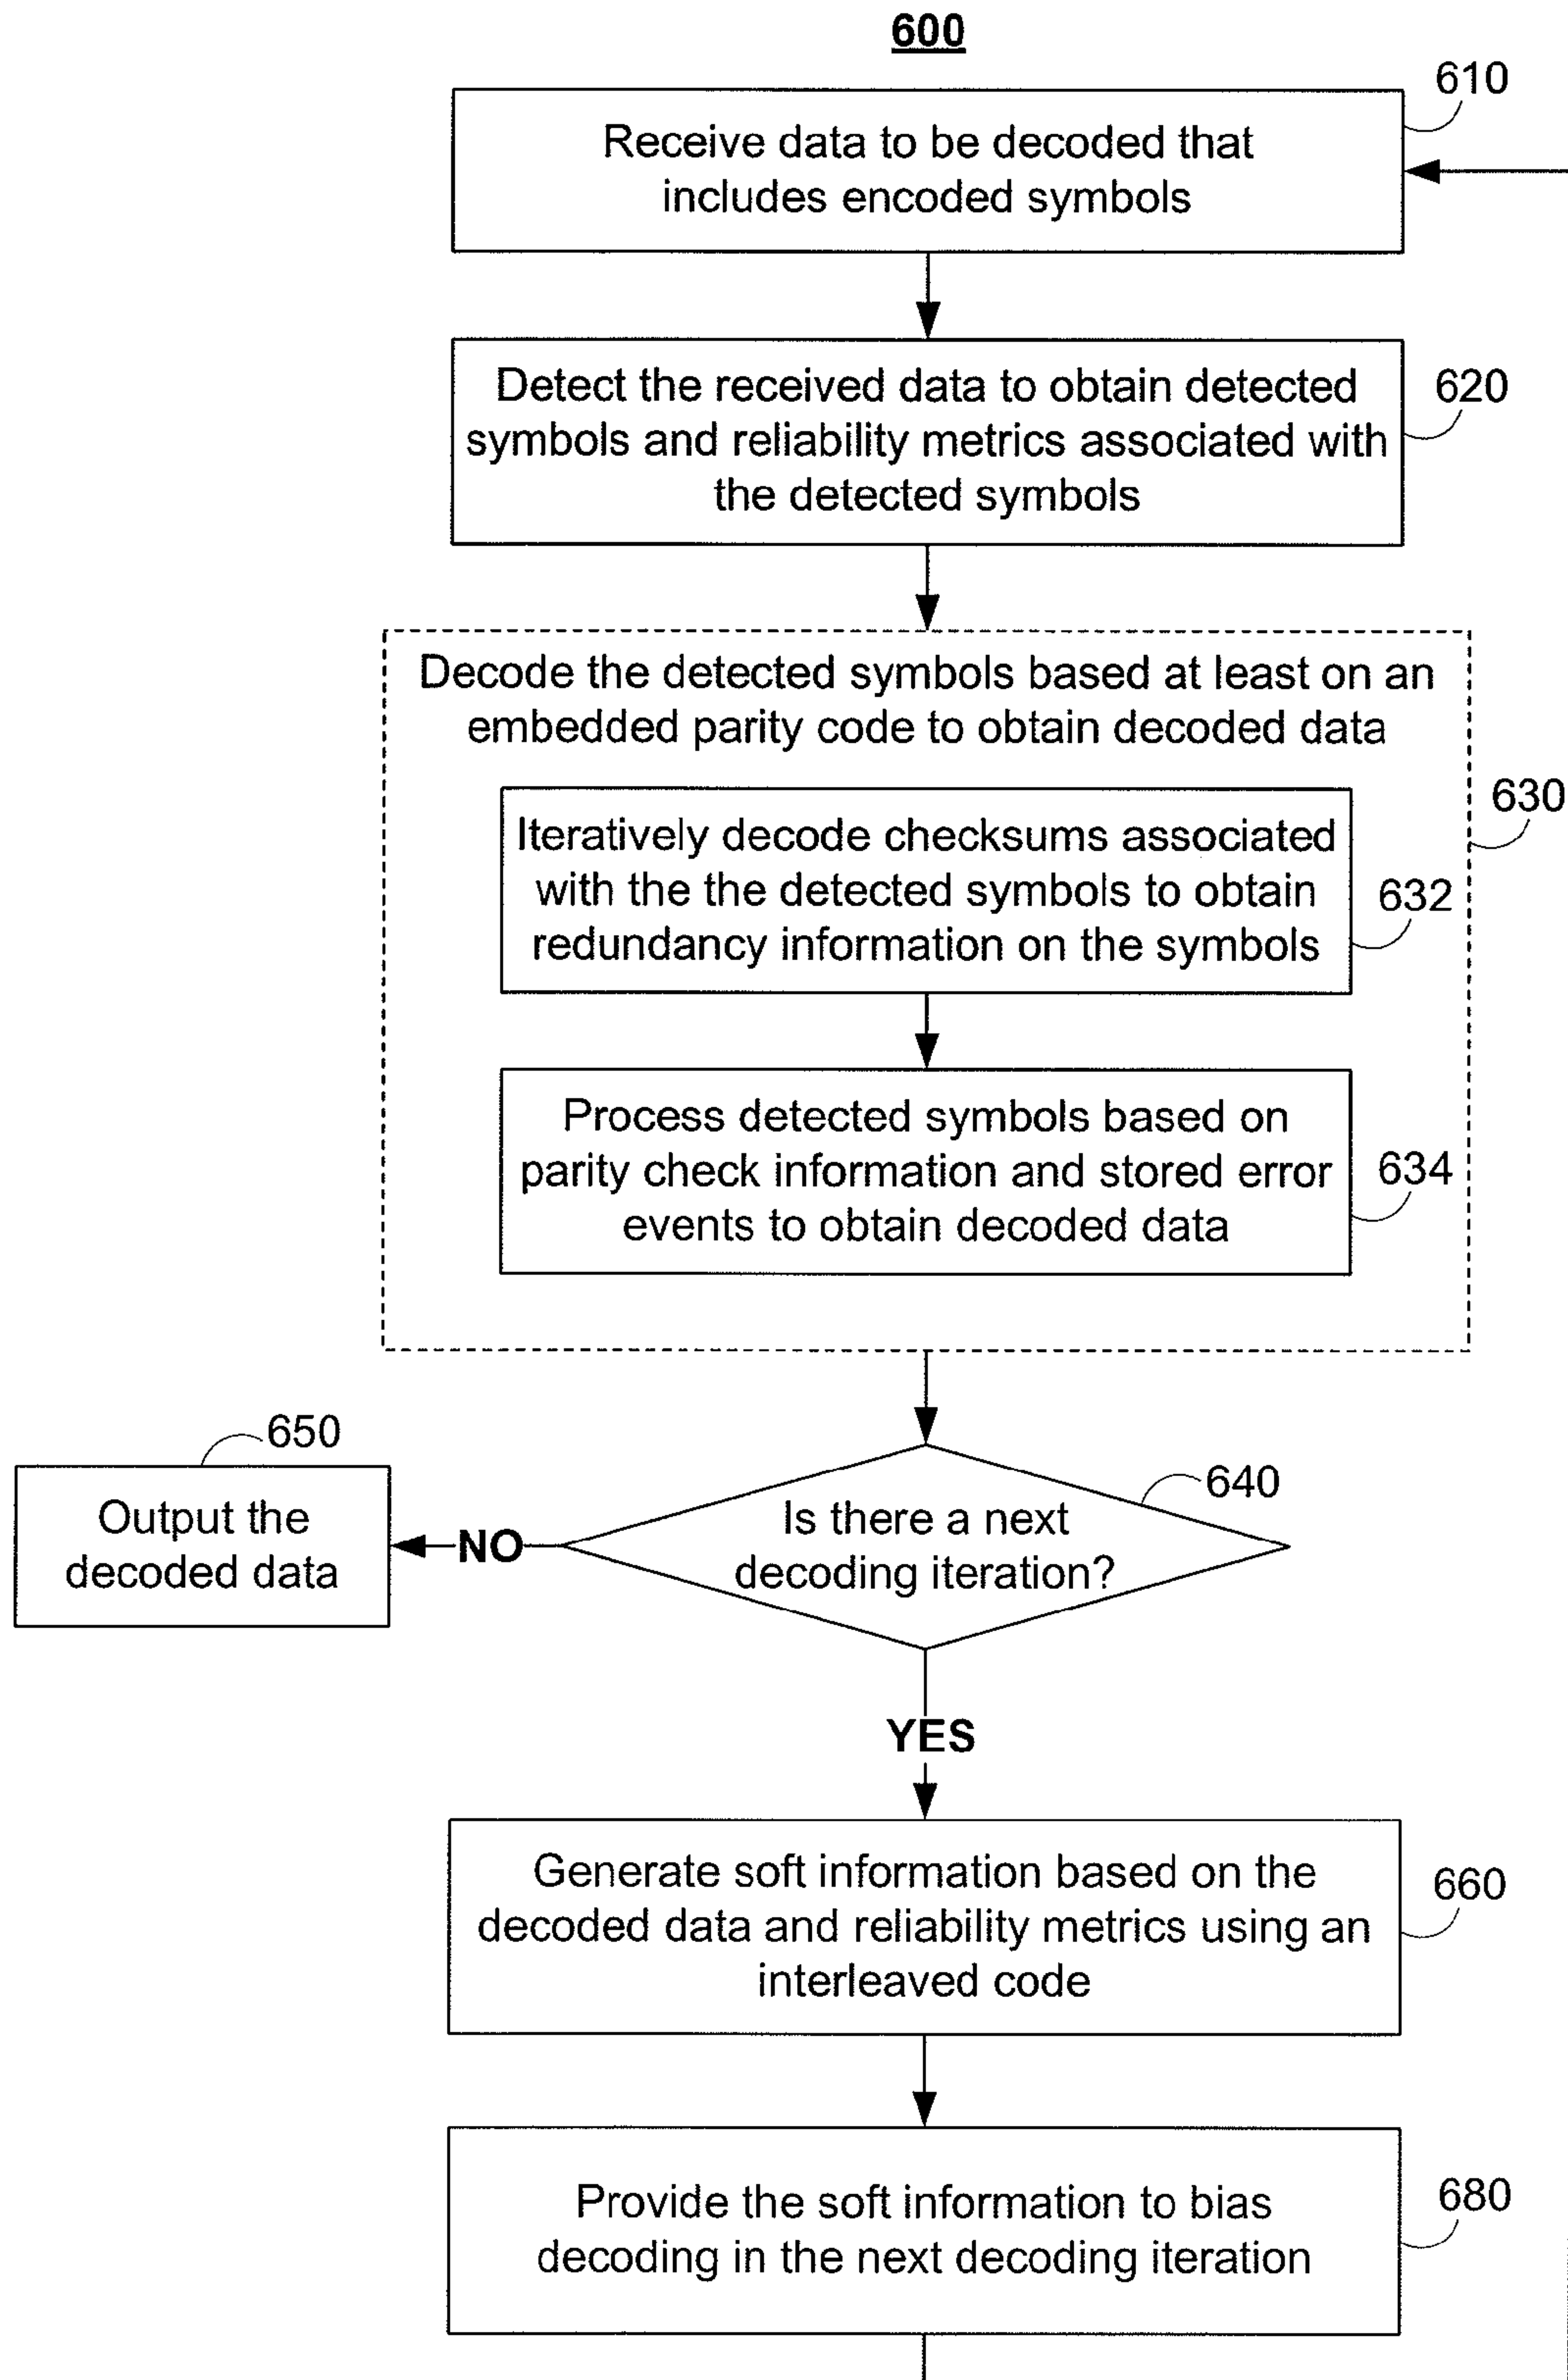 600
610
Receive data to be decoded that
includes encoded symbols
620
Detect the received data to obtain detected
symbols and reliability metrics associated with
the detected symbols
Decode the detected symbols based at least on an
embedded parity code to obtain decoded data
630
Iteratively decode checksums associated
with the the detected symbols to obtain
redundancy information on the symbols
632
Process detected symbols based on
parity check information and stored error
events to obtain decoded data
634
650
Output the
decoded data
NO
640
Is there a next
decoding iteration?
YES
Generate soft information based on the
decoded data and reliability metrics using an
interleaved code
660
Provide the soft information to bias
decoding in the next decoding iteration
680